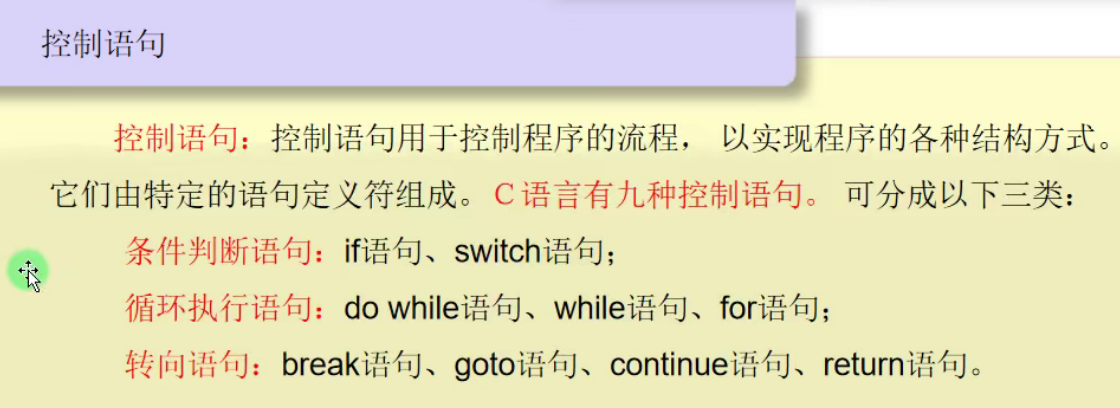 控制语句
控制语句：控制语句用于控制程序的流程， 以实现程序的各种结构方式。
它们由特定的语句定义符组成。C语言有九种控制语句。 可分成以下三类：
条件判断语句：if语句、switch语句；
循环执行语句：do while语句、while语句、for语句；
转向语句：break语句、goto语句、continue语句、return语句。